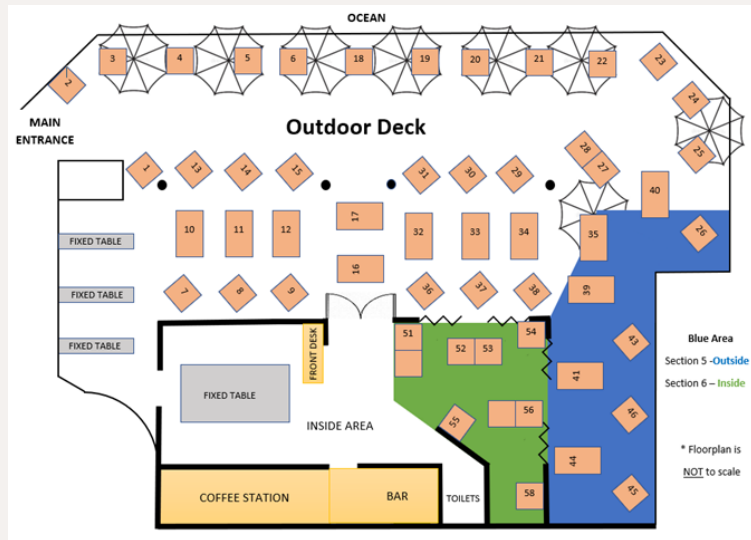 OCEAN
3
4
5
6
18
19
20
21
22
23
2
24
MAIN
ENTRANCE
Outdoor Deck
25
1
13
14
15
31
30
29
28
27
40
10
11
12
17
32
33
34
35
26
FIXED TABLE
16
FIXED TABLE
7
8
9
36
37
38
39
FIXED TABLE
FRONT DESK
51
52
53
54
43
Blue Area
Section 5 -Outside
Section 6 – Inside
FIXED TABLE
41
INSIDE AREA
55
56
46
44
* Floorplan is
NOT to scale
COFFEE STATION
BAR
TOILETS
58
45